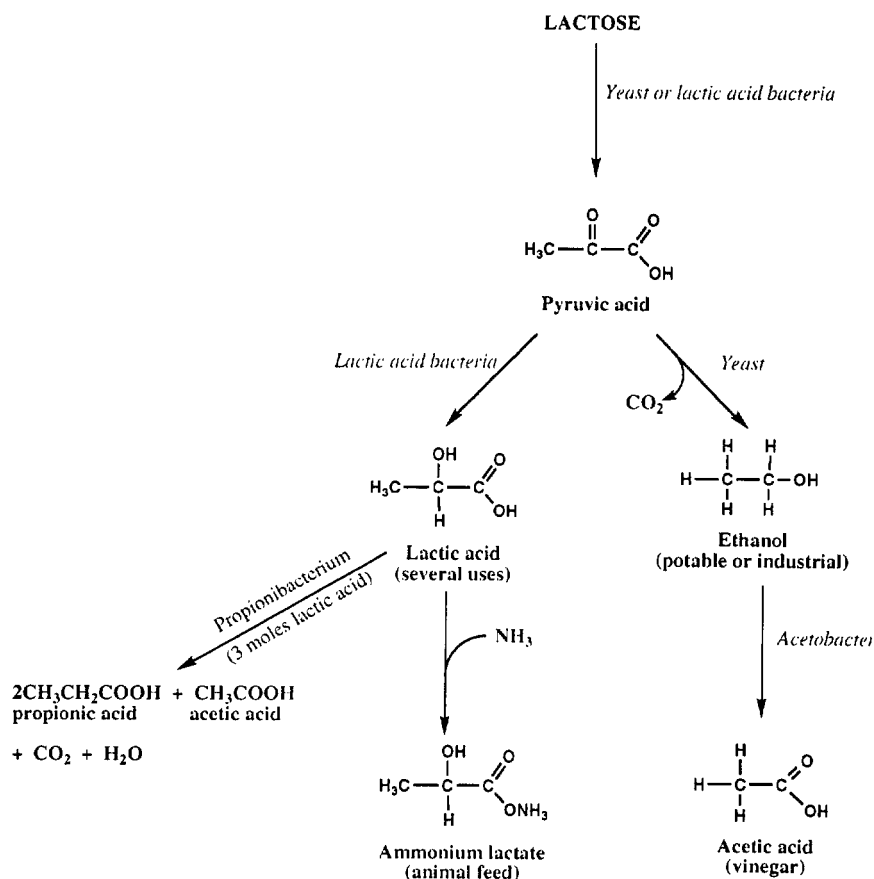 LACTOSE
Yeast or lactic acid bacteria
O
O
H₃C—C—C
OH
Pyruvic acid
Lactic acid bacteria
Yeast
CO₂
OH
O
H₃C—C—C
OH
H
H H
H—C—C—OH
H H
Lactic acid
(several uses)
Ethanol
(potable or industrial)
Propionibacterium
(3 moles lactic acid)
NH₃
Acetobacter
2CH₃CH₂COOH + CH₃COOH
propionic acid acetic acid
+ CO₂ + H₂O
OH
O
H₃C—C—C
ONH₃
H
H
O
H—C—C
OH
H
Ammonium lactate
(animal feed)
Acetic acid
(vinegar)